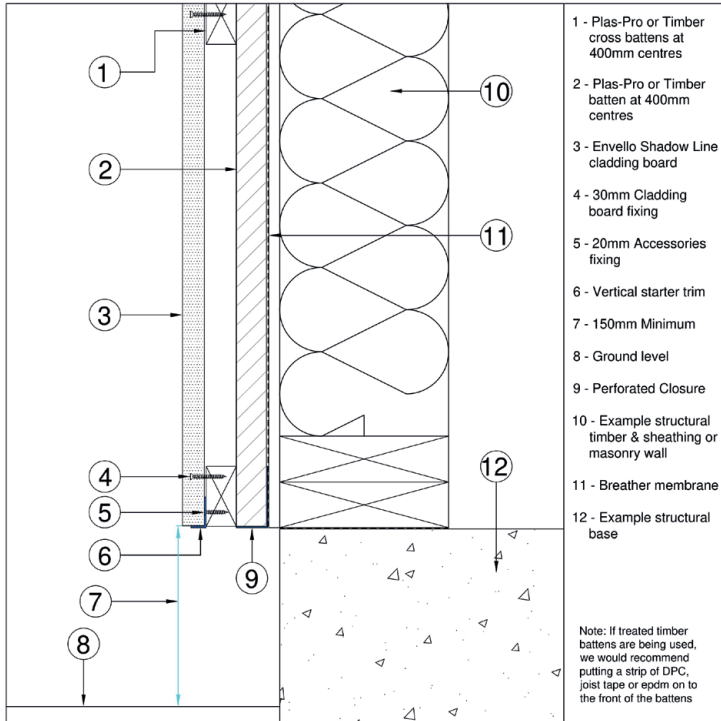 1
2
3
4
5
6
7
8
9
10
11
12
1 - Plas-Pro or Timber
cross battens at
400mm centres
2 - Plas-Pro or Timber
batten at 400mm
centres
3 - Envello Shadow Line
cladding board
4 - 30mm Cladding
board fixing
5 - 20mm Accessories
fixing
6 - Vertical starter trim
7 - 150mm Minimum
8 - Ground level
9 - Perforated Closure
10 - Example structural
timber & sheathing or
masonry wall
11 - Breather membrane
12 - Example structural
base
Note: If treated timber
battens are being used,
we would recommend
putting a strip of DPC,
joist tape or epdm on to
the front of the battens